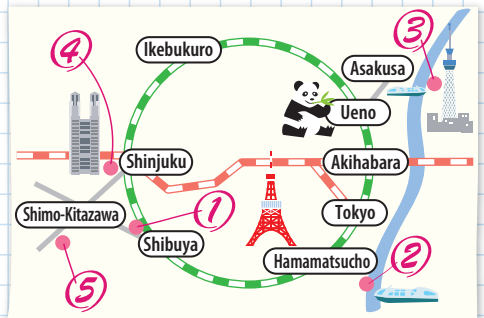 Ikebukuro
3
4
Asakusa
Ueno
Shinjuku
Akihabara
1
Shimo-Kitazawa
Tokyo
Shibuya
Hamamatsucho
2
5